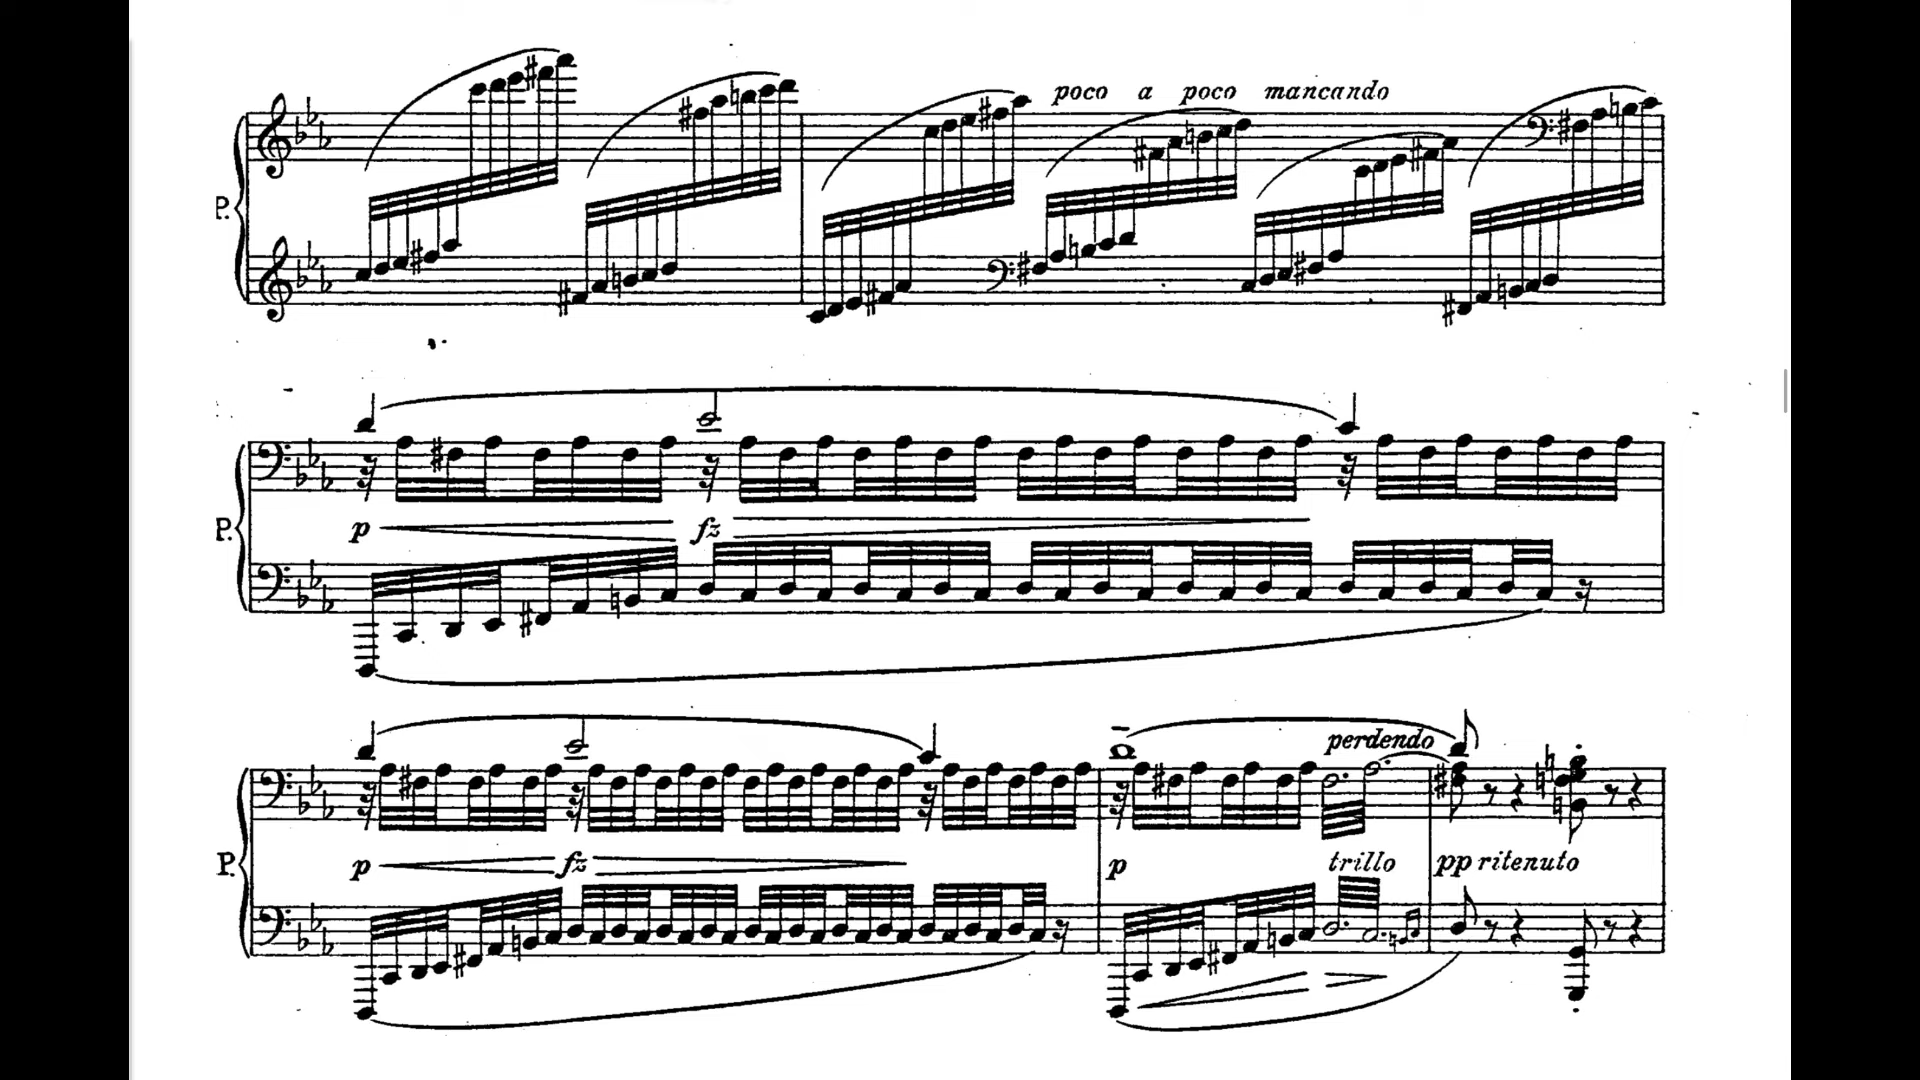 poco a poco mancando
P.
P.
p fz
perdendo
P.
p fz p trillo pp ritenuto